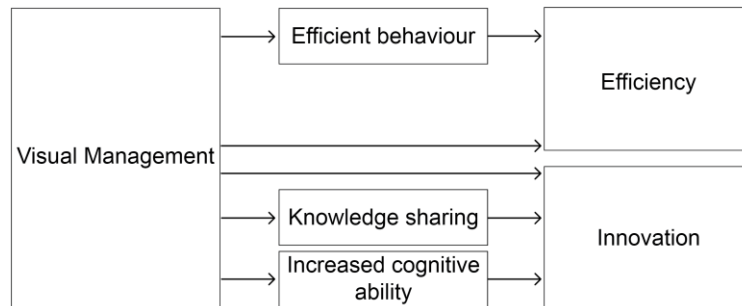 Efficient behaviour
Efficiency
Visual Management
Knowledge sharing
Innovation
Increased cognitive
ability